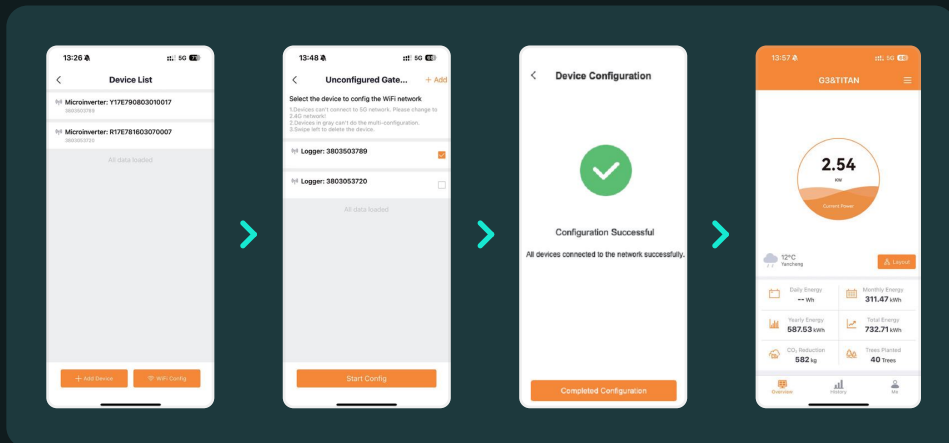 13:26
5G
Device List
Microinverter: Y17E790803010017
Microinverter: R17E781603070007
All data loaded
+ Add Device
WiFi Config
13:48
5G
Unconfigured Gate...
+ Add
Select the device to config the WiFi network
1.Devices can't connect to 5G network. Please change to
2.4G network!
2.Devices in gray can't do the multi-configuration.
3.Swipe left to delete the device.
Logger: 3803503789
Logger: 3803053720
All data loaded
Start Config
Device Configuration
Configuration Successful
All devices connected to the network successfully.
Completed Configuration
13:57
5G
G3&TITAN
2.54
kW
Current Power
12°C
Yancheng
Layout
Daily Energy
-- Wh
Monthly Energy
311.47 kWh
Yearly Energy
587.53 kWh
Total Energy
732.71 kWh
CO₂ Reduction
582 kg
Trees Planted
40 Trees
Overview
History
Me